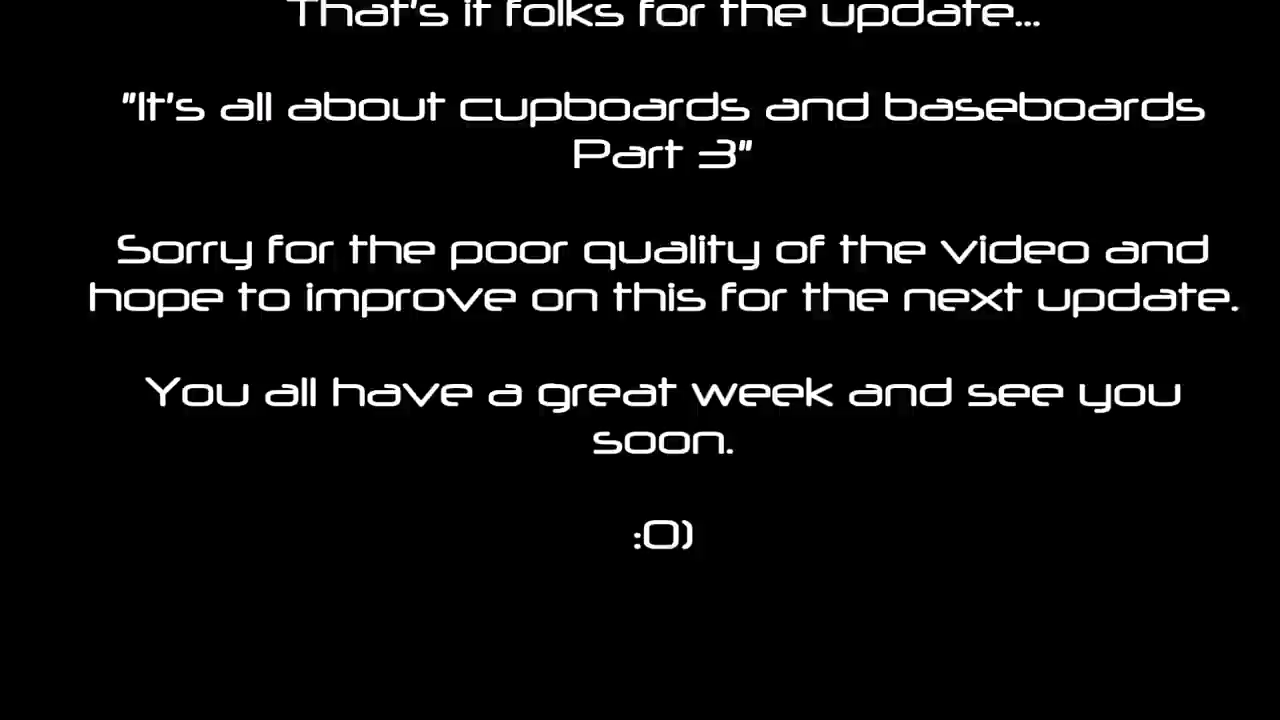 That's it folks for the update...
"It's all about cupboards and baseboards
Part 3"
Sorry for the poor quality of the video and
hope to improve on this for the next update.
You all have a great week and see you
soon.
:O)